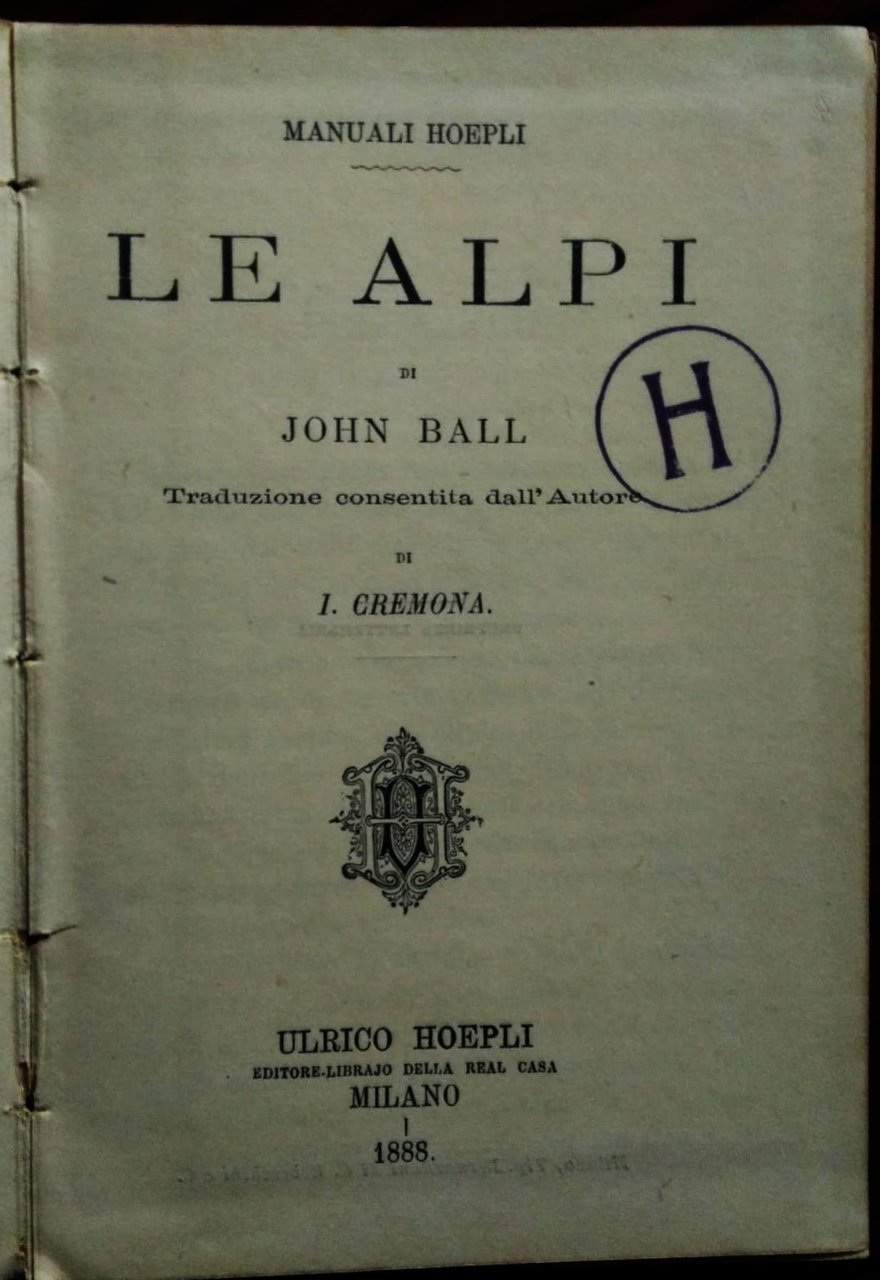 MANUALI HOEPLI
LE ALPI
DI
JOHN BALL
H
Traduzione consentita dall' Autore
DI
I. CREMONA.
ULRICO HOEPLI
EDITORE-LIBRAJO DELLA REAL CASA
MILANO
1888.